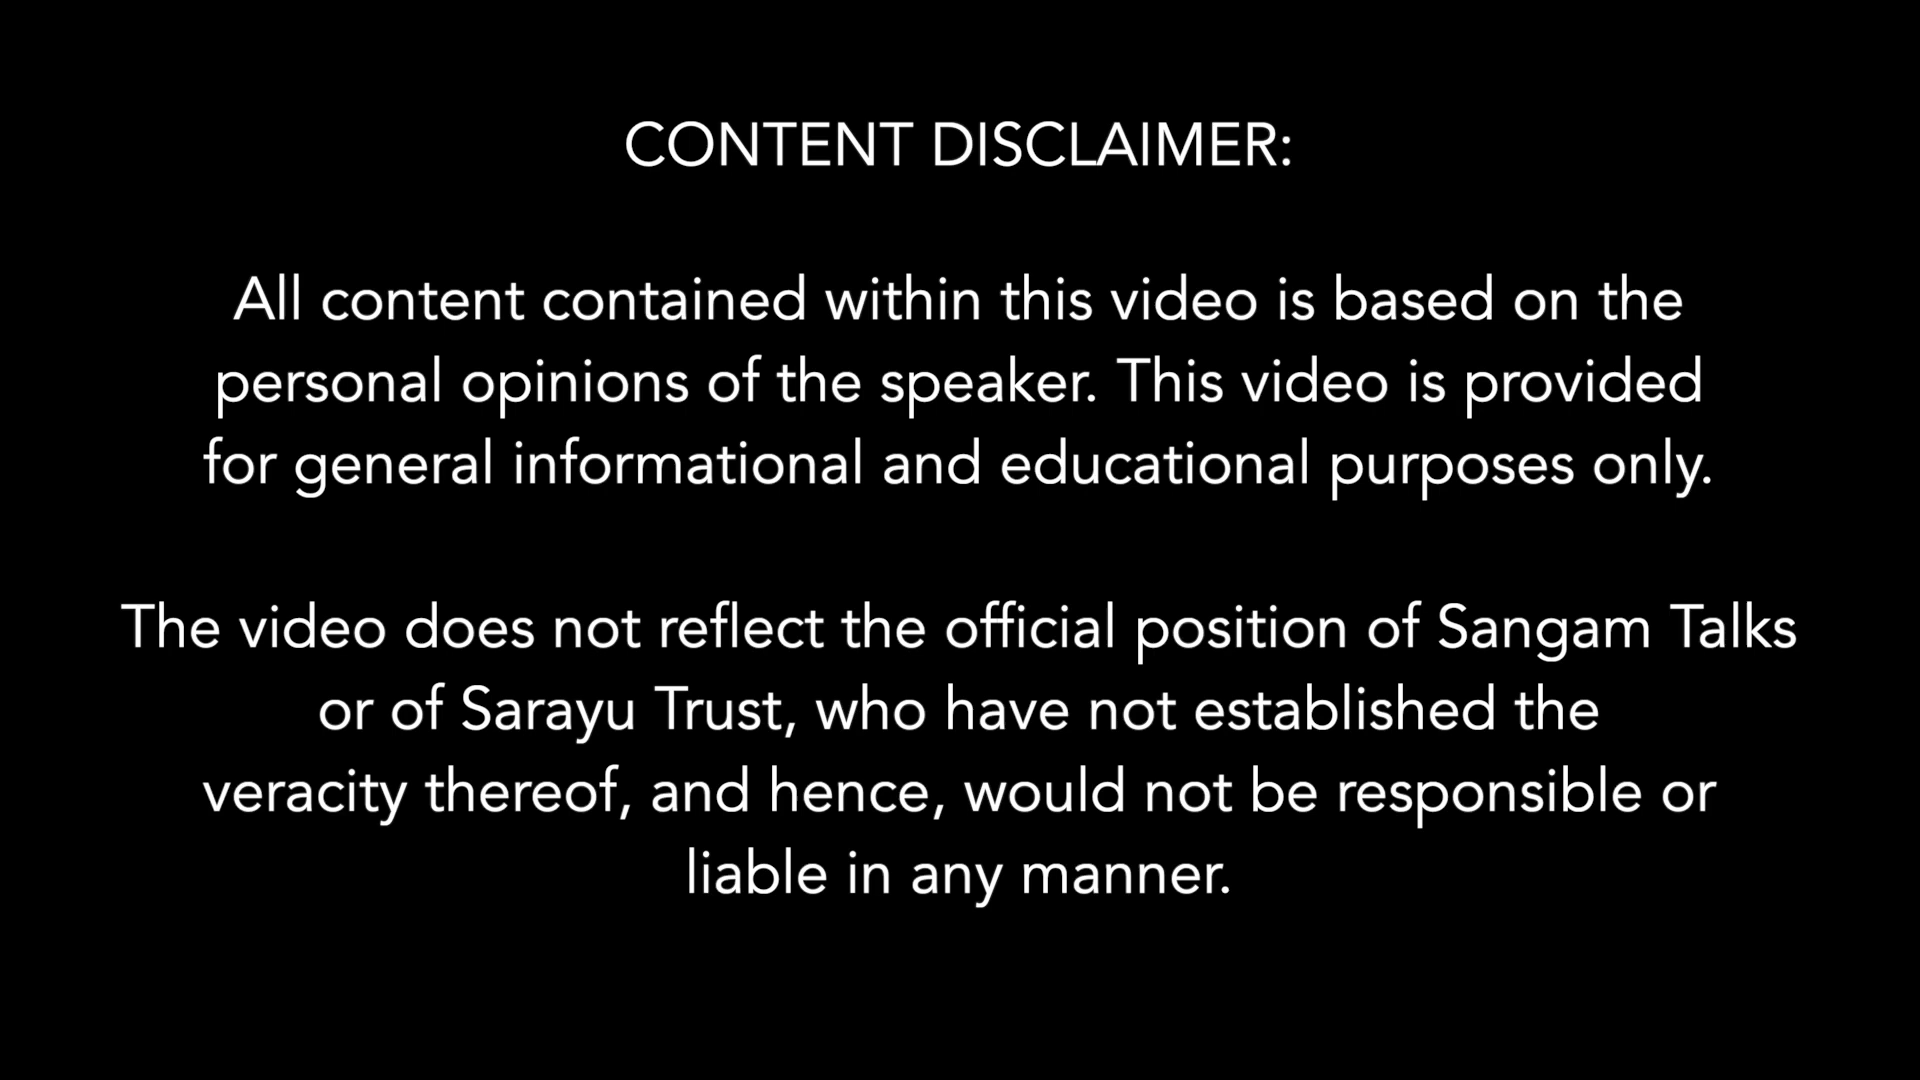 CONTENT DISCLAIMER:
All content contained within this video is based on the
personal opinions of the speaker. This video is provided
for general informational and educational purposes only.
The video does not reflect the official position of Sangam Talks
or of Sarayu Trust, who have not established the
veracity thereof, and hence, would not be responsible or
liable in any manner.